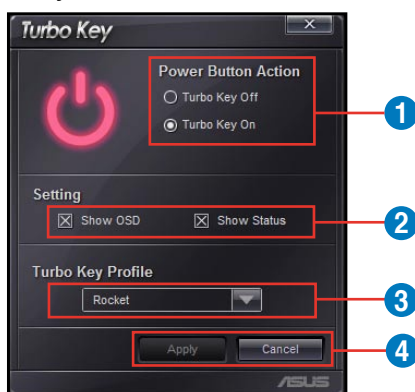 Turbo Key
Power Button Action
Turbo Key Off
Turbo Key On
1
Setting
Show OSD
Show Status
2
Turbo Key Profile
Rocket
3
Apply
Cancel
4
ASUS